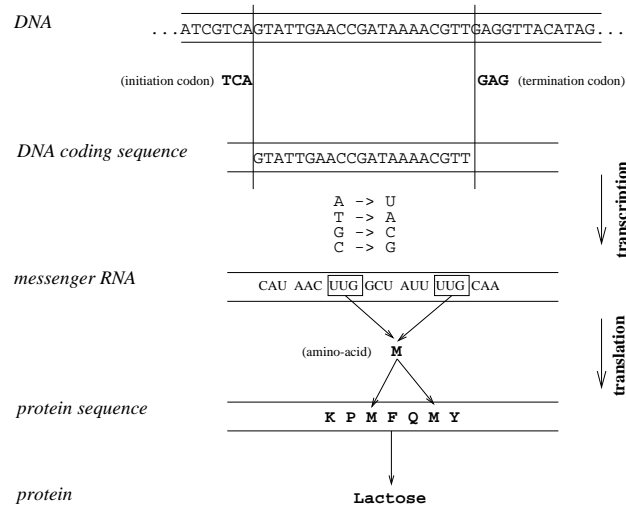 DNA
...ATCGTCAGTATTGAACCGATAAAACGTTGAGGTTACATAG...
(initiation codon) TCA
GAG (termination codon)
DNA coding sequence
GTATTGAACCGATAAAACGTT
transcription
A -> U
T -> A
G -> C
C -> G
messenger RNA
CAU AAC UUG GCU AUU UUG CAA
translation
(amino-acid) M
protein sequence
K P M F Q M Y
protein
Lactose